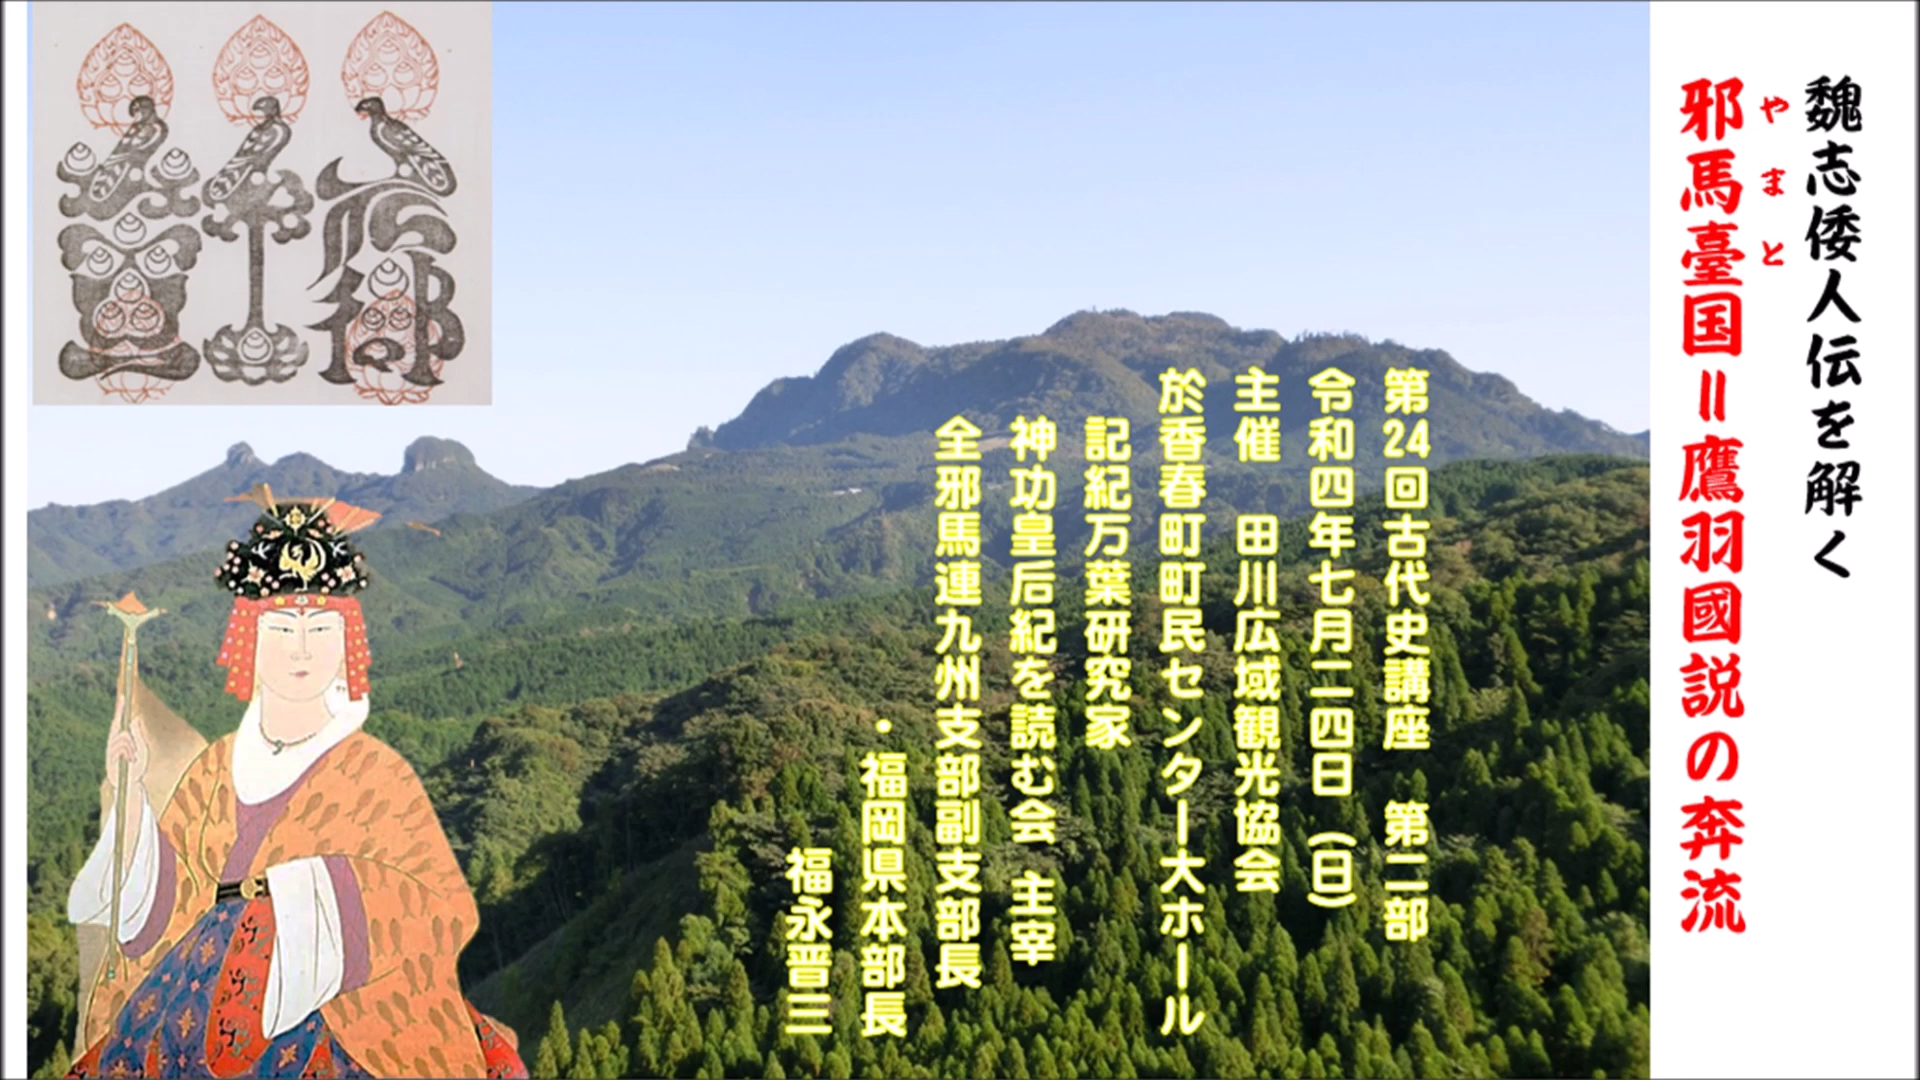 魏志倭人伝を解く
やまと
邪馬臺国＝鷹羽國説の奔流
第24回古代史講座　第二部
令和四年七月二四日（日）
主催　田川広域観光協会
於香春町町民センター大ホール
記紀万葉研究家
神功皇后紀を読む会　主宰
全邪馬連九州支部副支部長
・福岡県本部長
福永晋三